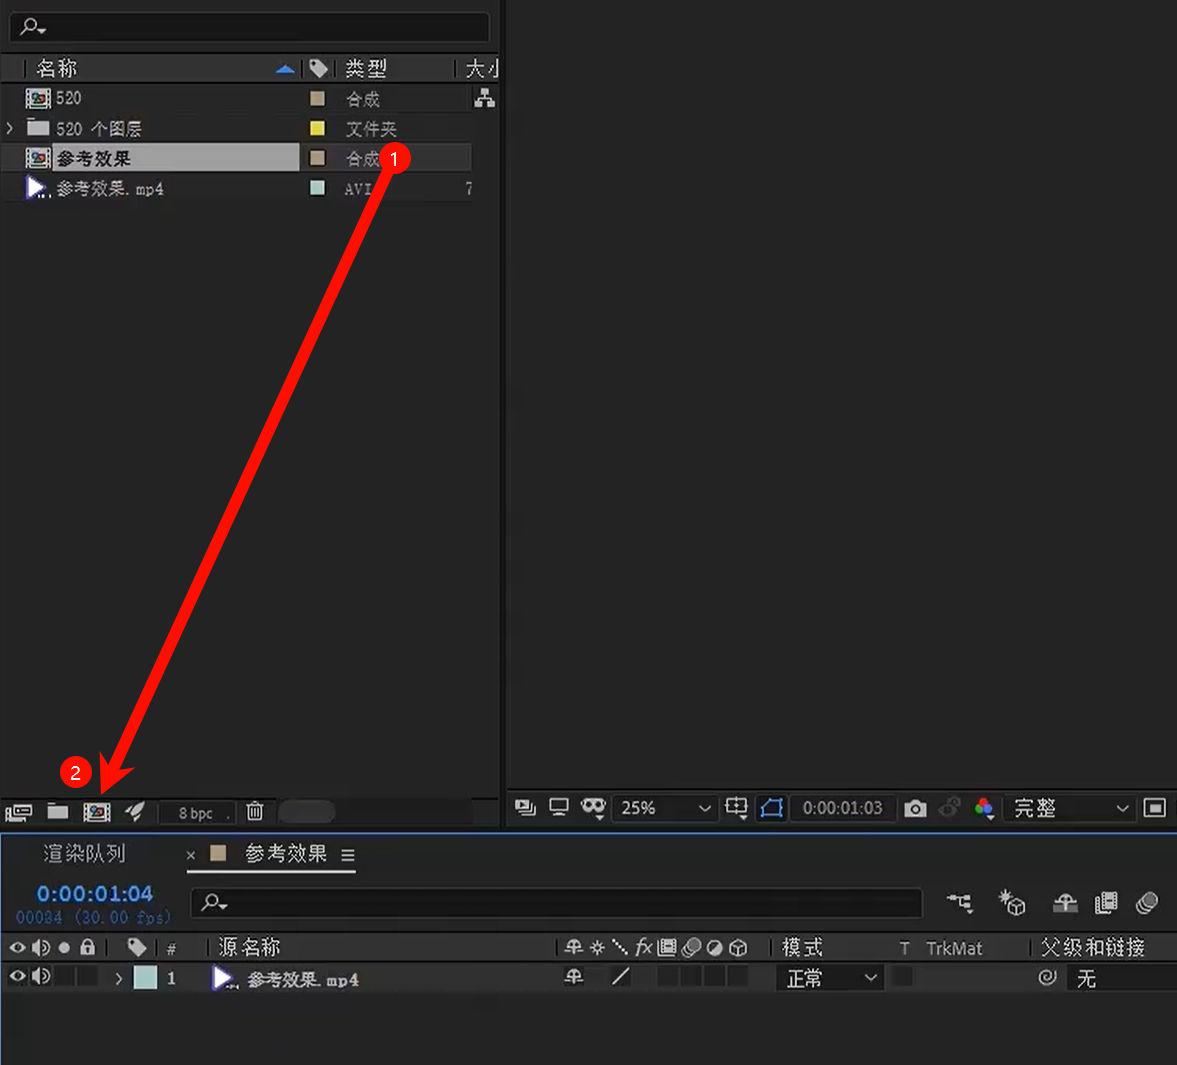 名称 类型 大小
520 合成
520 个图层 文件夹
参考效果 合成 1
参考效果.mp4 AVI 7
2
8 bpc
25% 0:00:01:03 完整
渲染队列 × 参考效果
0:00:01:04
00034 (30.00 fps)
# 源名称 fx 模式 T TrkMat 父级和链接
1 参考效果.mp4 正常 无